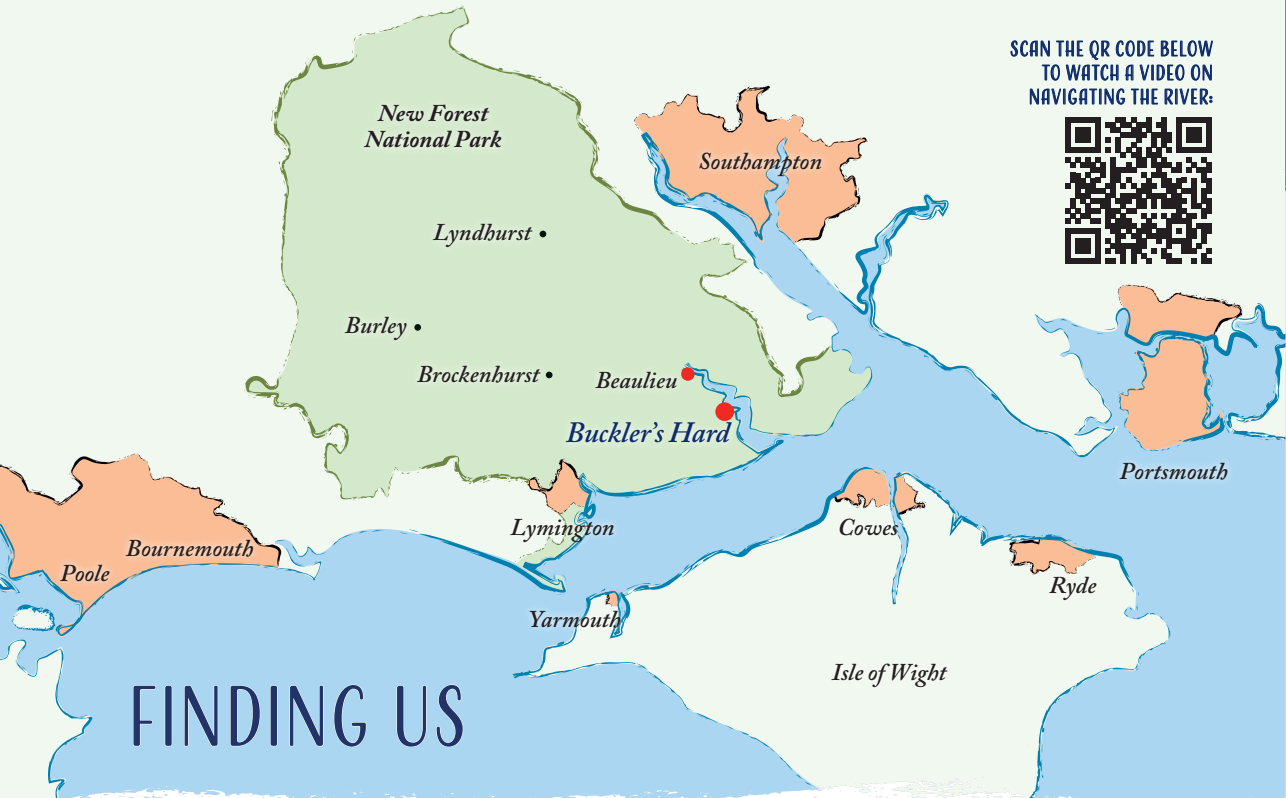 SCAN THE QR CODE BELOW
TO WATCH A VIDEO ON
NAVIGATING THE RIVER:
New Forest
National Park
Southampton
Lyndhurst
Burley
Brockenhurst
Beaulieu
Buckler's Hard
Portsmouth
Lymington
Cowes
Bournemouth
Poole
Ryde
Yarmouth
Isle of Wight
FINDING US